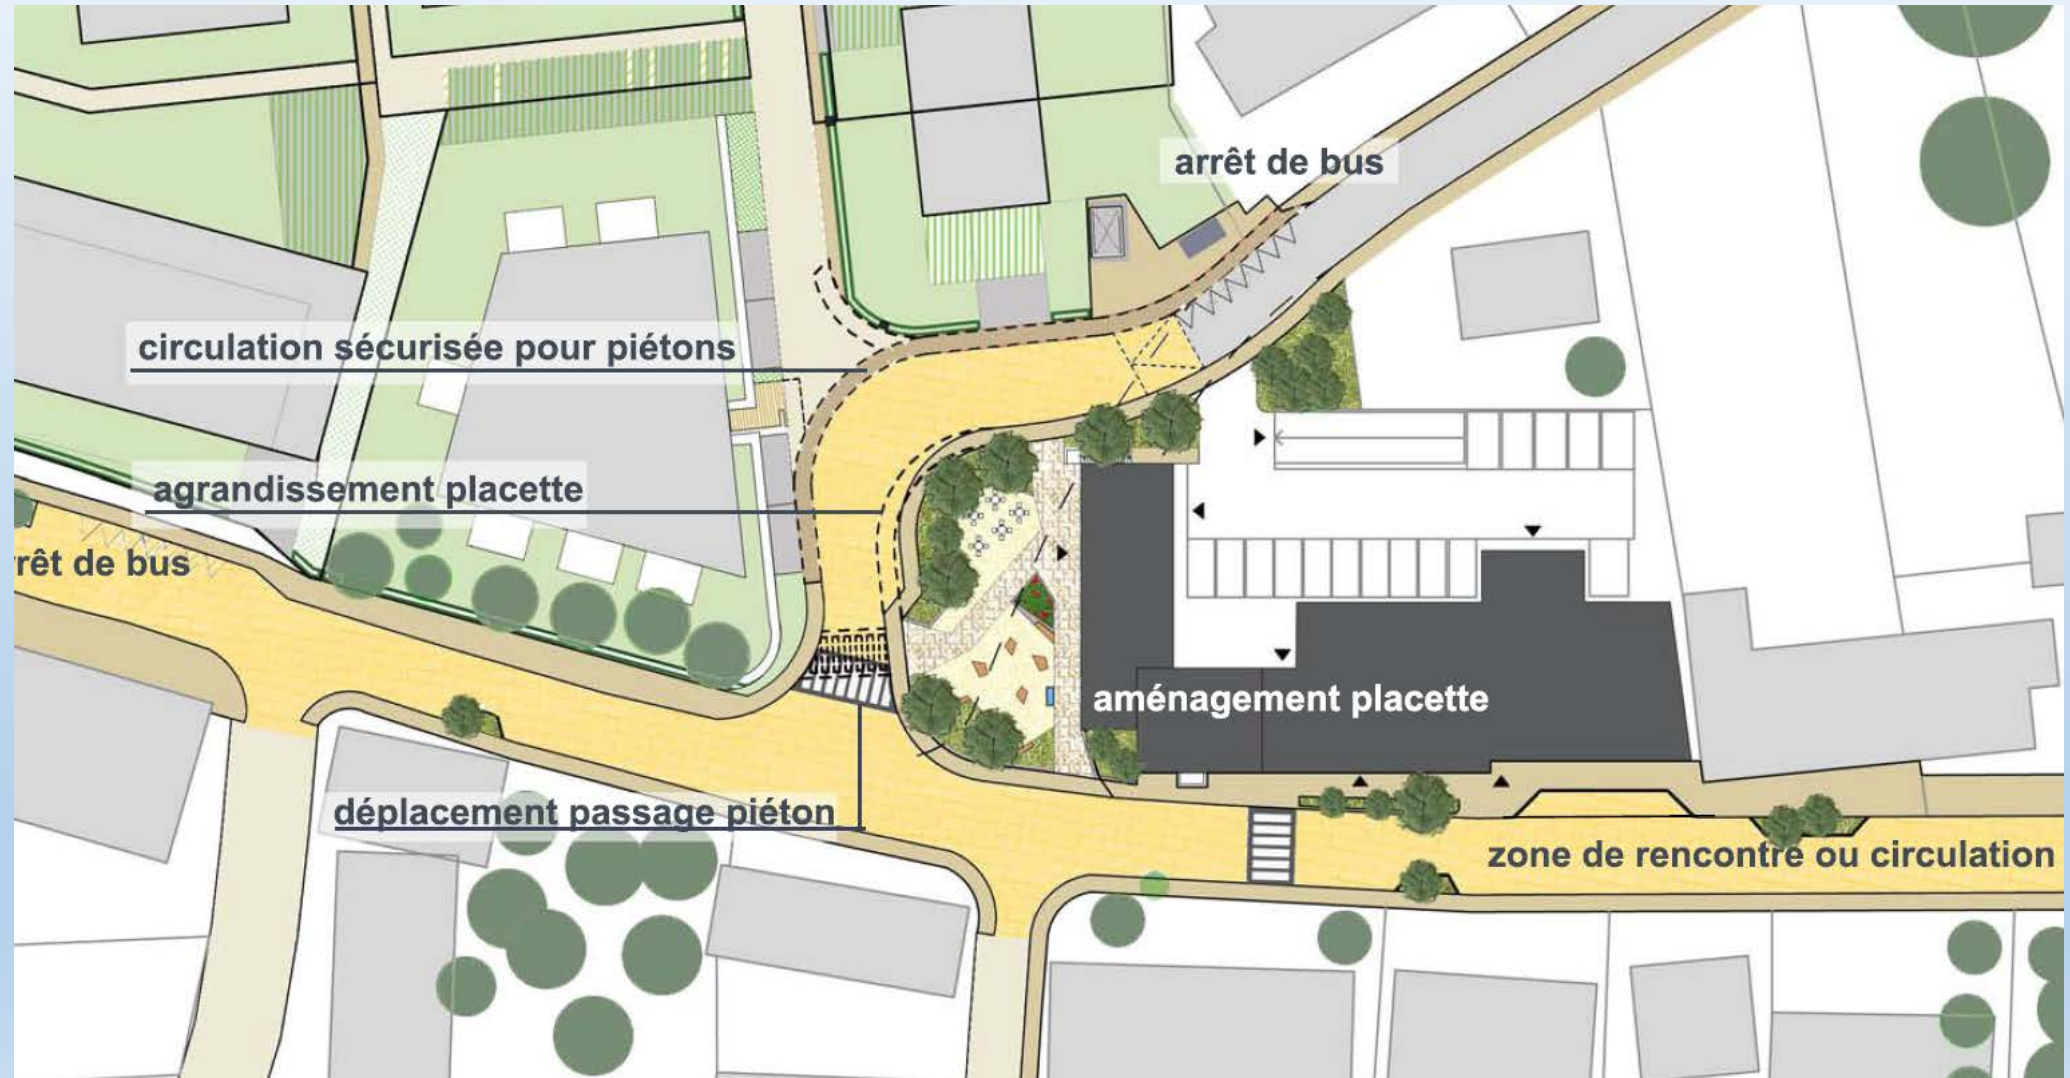 arrêt de bus
circulation sécurisée pour piétons
agrandissement placette
rêt de bus
aménagement placette
déplacement passage piéton
zone de rencontre ou circulation